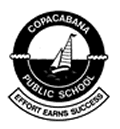 COPACABANA
PUBLIC SCHOOL
EFFORT EARNS SUCCESS